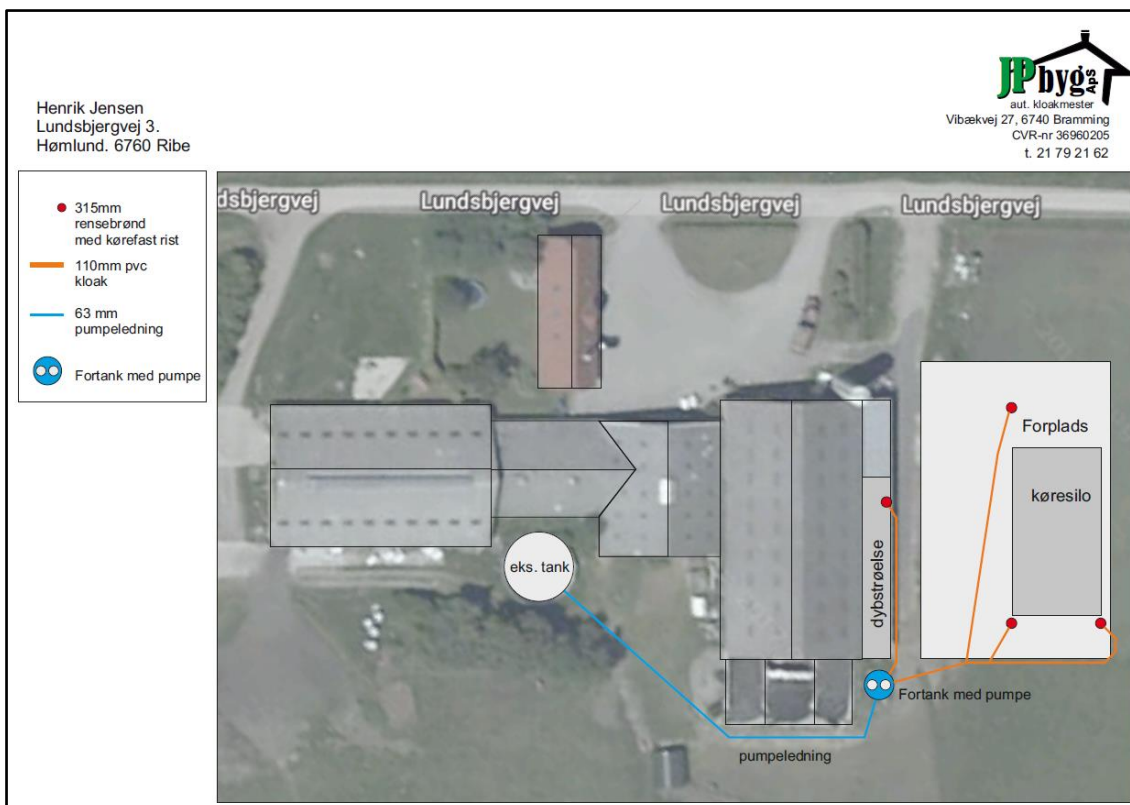 Henrik Jensen
Lundsbjergvej 3.
Hømlund. 6760 Ribe
JPbyg ApS
aut. kloakmester
Vibækvej 27, 6740 Bramming
CVR-nr 36960205
t. 21 79 21 62
315mm
rensebrønd
med kørefast rist
110mm pvc
kloak
63 mm
pumpeledning
Fortank med pumpe
dsbjergvej
Lundsbjergvej
Lundsbjergvej
Lundsbjergvej
Forplads
køresilo
dybstrøelse
eks. tank
Fortank med pumpe
pumpeledning